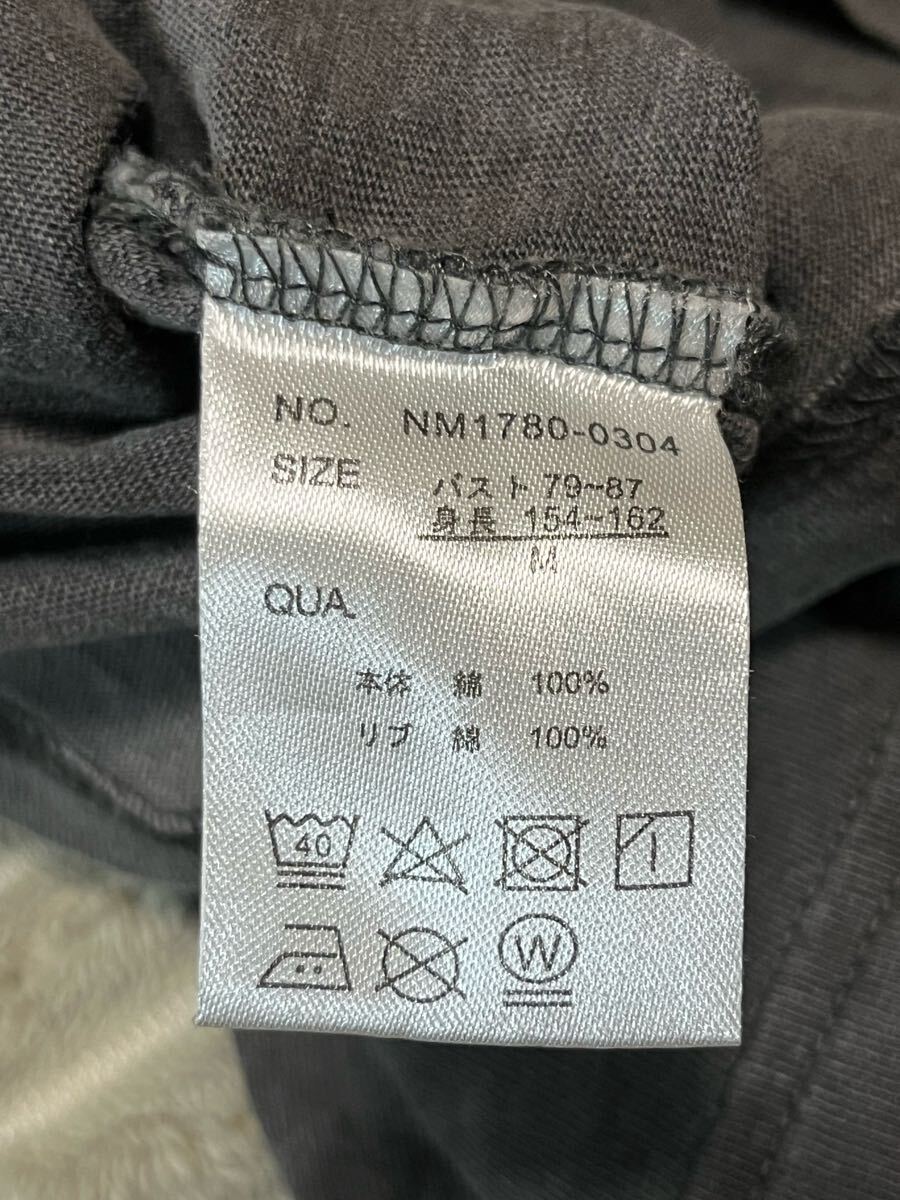 NO. NM1780-0304
SIZE バスト 79~87
身長 154~162
M
QUA.
本体 綿 100%
リブ 綿 100%
40
W